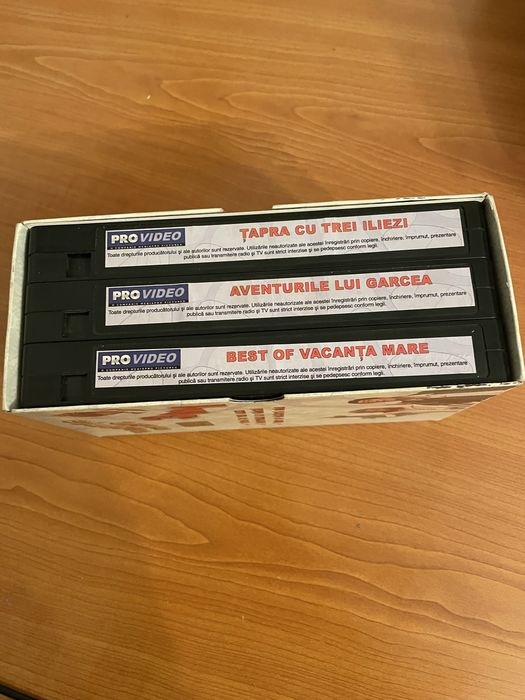 PRO VIDEO
ȚAPRA CU TREI ILIEZI
Toate drepturile producătorului și ale autorilor sunt rezervate. Utilizările neautorizate ale acestei înregistrări prin copiere, închiriere, împrumut, prezentare
publică sau transmitere radio și TV sunt strict interzise și se pedepsesc conform legii.
PRO VIDEO
AVENTURILE LUI GARCEA
Toate drepturile producătorului și ale autorilor sunt rezervate. Utilizările neautorizate ale acestei înregistrări prin copiere, închiriere, împrumut, prezentare
publică sau transmitere radio și TV sunt strict interzise și se pedepsesc conform legii.
PRO VIDEO
A COMPANIE MEDIAPRO PICTURES
BEST OF VACANȚA MARE
Toate drepturile producătorului și ale autorilor sunt rezervate. Utilizările neautorizate ale acestei înregistrări prin copiere, închiriere, împrumut, prezentare
publică sau transmitere radio și TV sunt strict interzise și se pedepsesc conform legii.